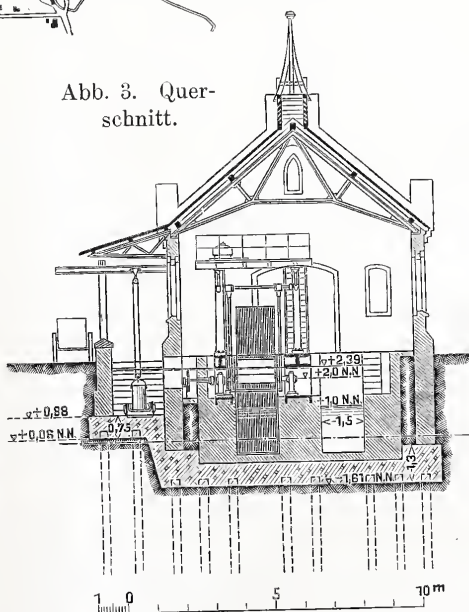 Abb. 3. Quer-
schnitt.
+2,39
+2,0 N.N
-1,0 N.N.
+0,88
0,75
<-1,5->
+0,06 N.N.
1,3
-1,61 N.N.
1 0 5 10 m